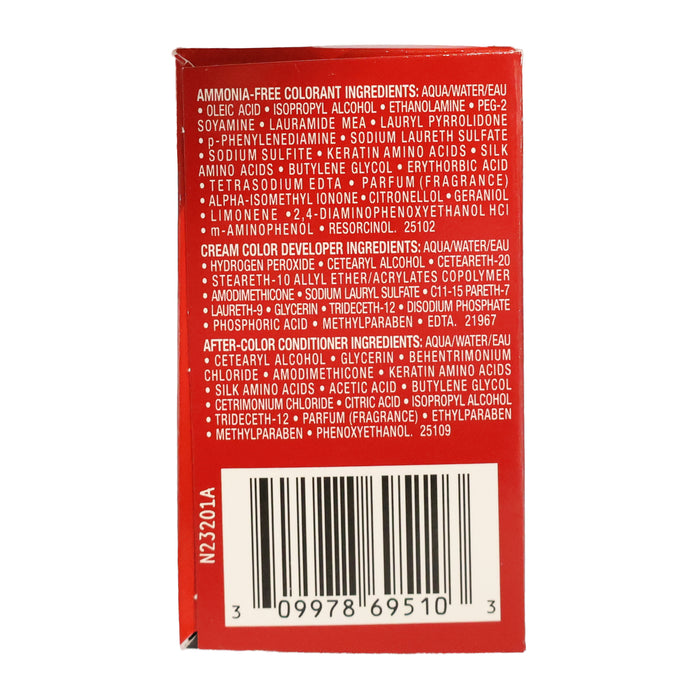 AMMONIA-FREE COLORANT INGREDIENTS: AQUA/WATER/EAU
• OLEIC ACID • ISOPROPYL ALCOHOL • ETHANOLAMINE • PEG-2
SOYAMINE • LAURAMIDE MEA • LAURYL PYRROLIDONE
• p-PHENYLENEDIAMINE • SODIUM LAURETH SULFATE
• SODIUM SULFITE • KERATIN AMINO ACIDS • SILK
AMINO ACIDS • BUTYLENE GLYCOL • ERYTHORBIC ACID
• TETRASODIUM EDTA • PARFUM (FRAGRANCE)
• ALPHA-ISOMETHYL IONONE • CITRONELLOL • GERANIOL
• LIMONENE • 2,4-DIAMINOPHENOXYETHANOL HCl
• m-AMINOPHENOL • RESORCINOL. 25102
CREAM COLOR DEVELOPER INGREDIENTS: AQUA/WATER/EAU
• HYDROGEN PEROXIDE • CETEARYL ALCOHOL • CETEARETH-20
• STEARETH-10 ALLYL ETHER/ACRYLATES COPOLYMER
• AMODIMETHICONE • SODIUM LAURYL SULFATE • C11-15 PARETH-7
• LAURETH-9 • GLYCERIN • TRIDECETH-12 • DISODIUM PHOSPHATE
• PHOSPHORIC ACID • METHYLPARABEN • EDTA. 21967
AFTER-COLOR CONDITIONER INGREDIENTS: AQUA/WATER/EAU
• CETEARYL ALCOHOL • GLYCERIN • BEHENTRIMONIUM
CHLORIDE • AMODIMETHICONE • KERATIN AMINO ACIDS
• SILK AMINO ACIDS • ACETIC ACID • BUTYLENE GLYCOL
• CETRIMONIUM CHLORIDE • CITRIC ACID • ISOPROPYL ALCOHOL
• TRIDECETH-12 • PARFUM (FRAGRANCE) • ETHYLPARABEN
• METHYLPARABEN • PHENOXYETHANOL. 25109
N23201A
3 09978 69510 3